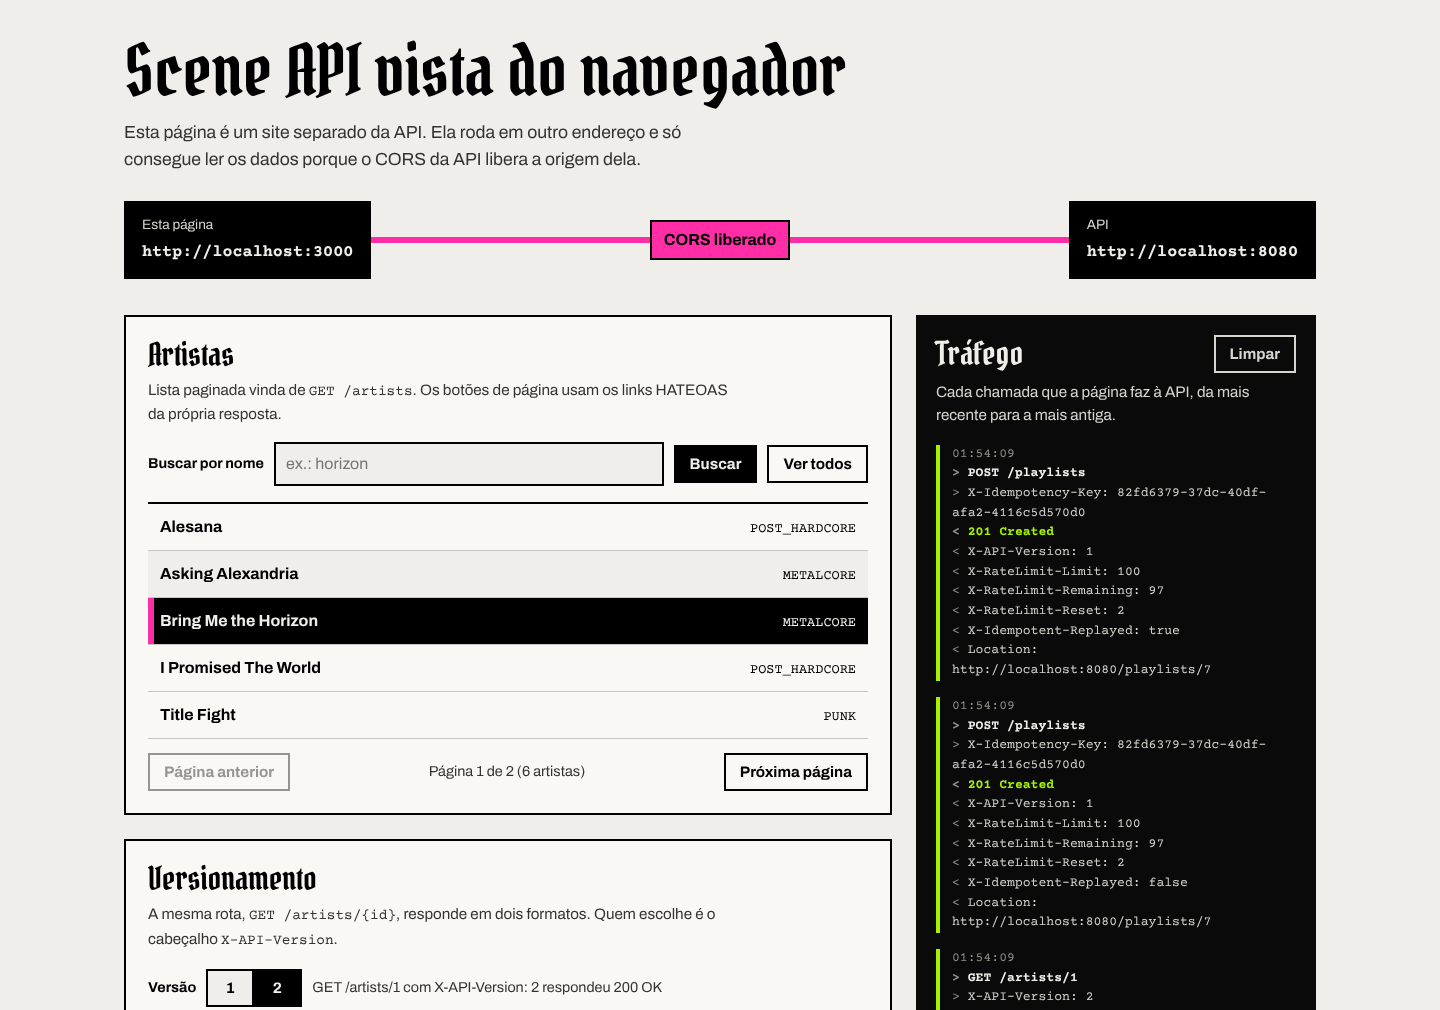 Scene API vista do navegador
Esta página é um site separado da API. Ela roda em outro endereço e só
consegue ler os dados porque o CORS da API libera a origem dela.
Esta página
http://localhost:3000
CORS liberado
API
http://localhost:8080
Artistas
Lista paginada vinda de GET /artists. Os botões de página usam os links HATEOAS
da própria resposta.
Buscar por nome
ex.: horizon
Buscar
Ver todos
Alesana
POST_HARDCORE
Asking Alexandria
METALCORE
Bring Me the Horizon
METALCORE
I Promised The World
POST_HARDCORE
Title Fight
PUNK
Página anterior
Página 1 de 2 (6 artistas)
Próxima página
Versionamento
A mesma rota, GET /artists/{id}, responde em dois formatos. Quem escolhe é o
cabeçalho X-API-Version.
Versão
1
2
GET /artists/1 com X-API-Version: 2 respondeu 200 OK
Tráfego
Limpar
Cada chamada que a página faz à API, da mais
recente para a mais antiga.
01:54:09
> POST /playlists
> X-Idempotency-Key: 82fd6379-37dc-40df-
afa2-4116c5d570d0
< 201 Created
< X-API-Version: 1
< X-RateLimit-Limit: 100
< X-RateLimit-Remaining: 97
< X-RateLimit-Reset: 2
< X-Idempotent-Replayed: true
< Location:
http://localhost:8080/playlists/7
01:54:09
> POST /playlists
> X-Idempotency-Key: 82fd6379-37dc-40df-
afa2-4116c5d570d0
< 201 Created
< X-API-Version: 1
< X-RateLimit-Limit: 100
< X-RateLimit-Remaining: 97
< X-RateLimit-Reset: 2
< X-Idempotent-Replayed: false
< Location:
http://localhost:8080/playlists/7
01:54:09
> GET /artists/1
> X-API-Version: 2